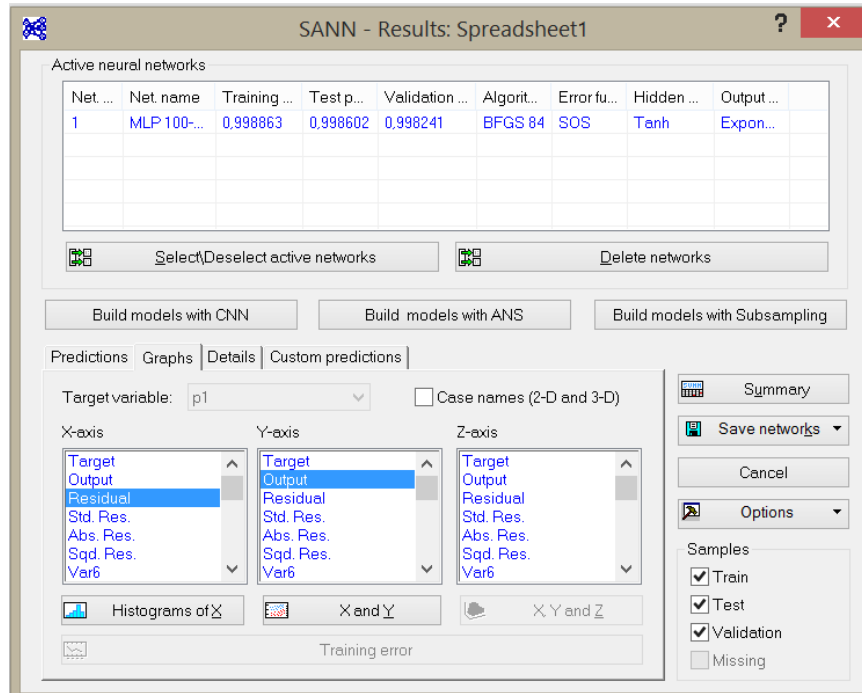 SANN - Results: Spreadsheet1 ? ×
Active neural networks
Net. ... Net. name Training ... Test p... Validation ... Algorit... Error fu... Hidden ... Output ...
1 MLP 100-... 0,998863 0,998602 0,998241 BFGS 84 SOS Tanh Expon...
Select\Deselect active networks Delete networks
Build models with CNN Build models with ANS Build models with Subsampling
Predictions Graphs Details Custom predictions
Target variable: p1 Case names (2-D and 3-D)
X-axis Y-axis Z-axis
Target Target Target
Output Output Output
Residual Residual Residual
Std. Res. Std. Res. Std. Res.
Abs. Res. Abs. Res. Abs. Res.
Sqd. Res. Sqd. Res. Sqd. Res.
Var6 Var6 Var6
Histograms of X X and Y X, Y and Z
Training error
Summary
Save networks
Cancel
Options
Samples
Train
Test
Validation
Missing